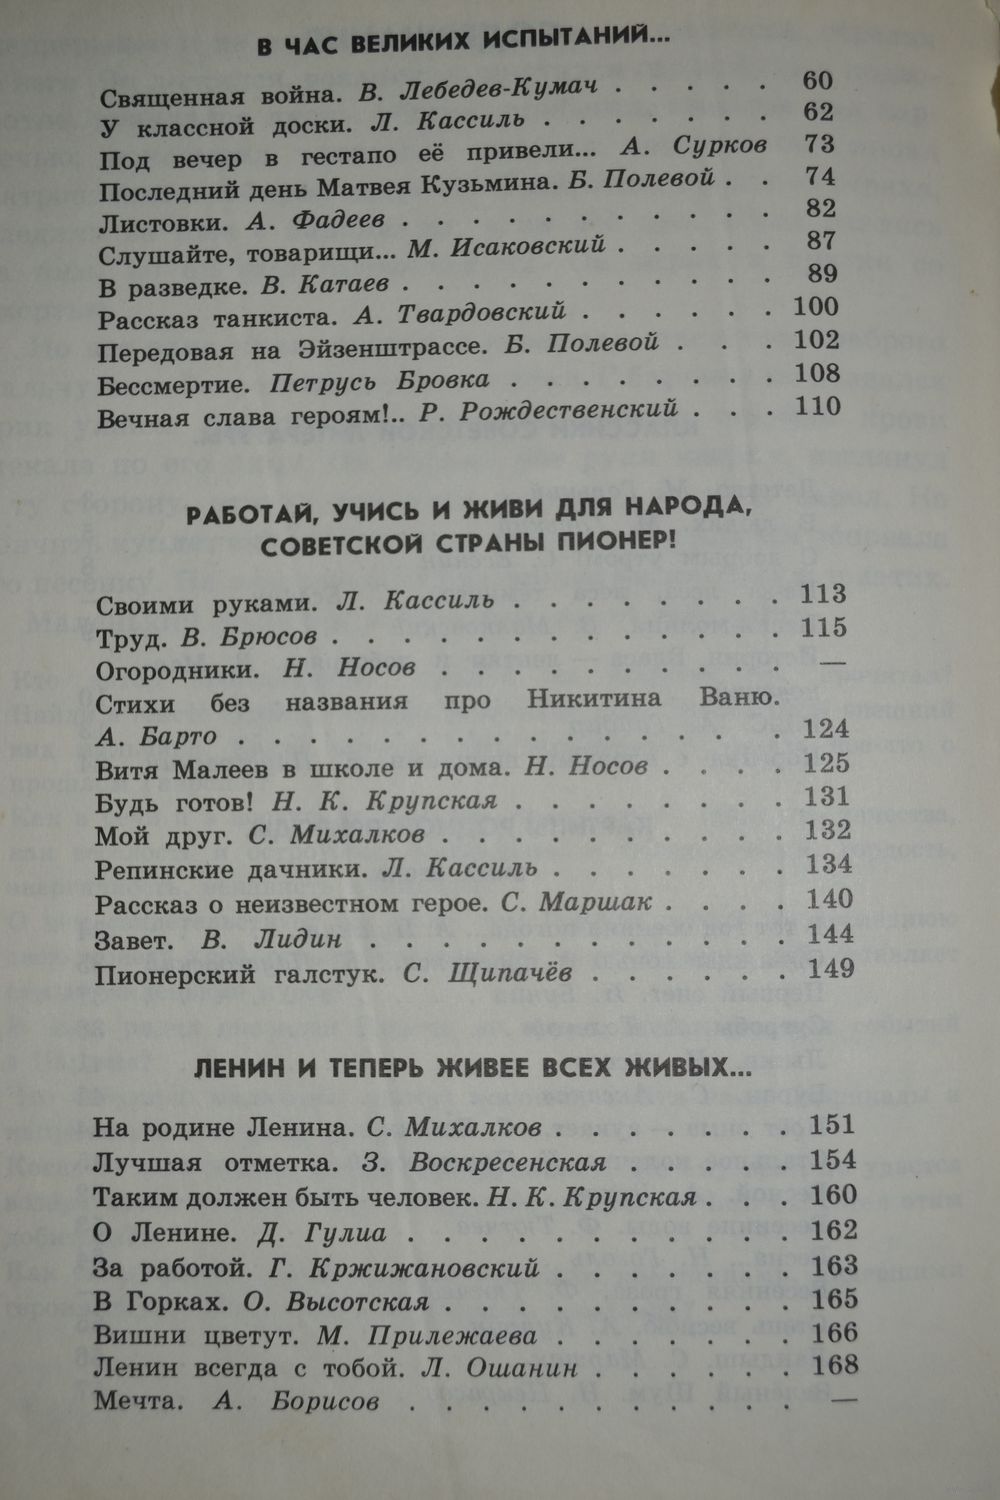 В ЧАС ВЕЛИКИХ ИСПЫТАНИЙ...
Священная война. В. Лебедев-Кумач . . . . . 60
У классной доски. Л. Кассиль . . . . . . . 62
Под вечер в гестапо её привели... А. Сурков 73
Последний день Матвея Кузьмина. Б. Полевой . . 74
Листовки. А. Фадеев . . . . . . . . . . . 82
Слушайте, товарищи... М. Исаковский . . . . . 87
В разведке. В. Катаев . . . . . . . . . . . 89
Рассказ танкиста. А. Твардовский . . . . . . 100
Передовая на Эйзенштрассе. Б. Полевой . . . 102
Бессмертие. Петрусь Бровка . . . . . . . . 108
Вечная слава героям!.. Р. Рождественский . . . 110
РАБОТАЙ, УЧИСЬ И ЖИВИ ДЛЯ НАРОДА,
СОВЕТСКОЙ СТРАНЫ ПИОНЕР!
Своими руками. Л. Кассиль . . . . . . . . . 113
Труд. В. Брюсов . . . . . . . . . . . . . . 115
Огородники. Н. Носов . . . . . . . . . . . —
Стихи без названия про Никитина Ваню.
А. Барто . . . . . . . . . . . . . . . . . 124
Витя Малеев в школе и дома. Н. Носов . . . . 125
Будь готов! Н. К. Крупская . . . . . . . . 131
Мой друг. С. Михалков . . . . . . . . . . 132
Репинские дачники. Л. Кассиль . . . . . . . 134
Рассказ о неизвестном герое. С. Маршак . . . . 140
Завет. В. Лидин . . . . . . . . . . . . . 144
Пионерский галстук. С. Щипачёв . . . . . . 149
ЛЕНИН И ТЕПЕРЬ ЖИВЕЕ ВСЕХ ЖИВЫХ...
На родине Ленина. С. Михалков . . . . . . . 151
Лучшая отметка. З. Воскресенская . . . . . 154
Таким должен быть человек. Н. К. Крупская . . . 160
О Ленине. Д. Гулиа . . . . . . . . . . . 162
За работой. Г. Кржижановский . . . . . . . 163
В Горках. О. Высотская . . . . . . . . . . 165
Вишни цветут. М. Прилежаева . . . . . . . 166
Ленин всегда с тобой. Л. Ошанин . . . . . . 168
Мечта. А. Борисов . . . . . . . . . . . —